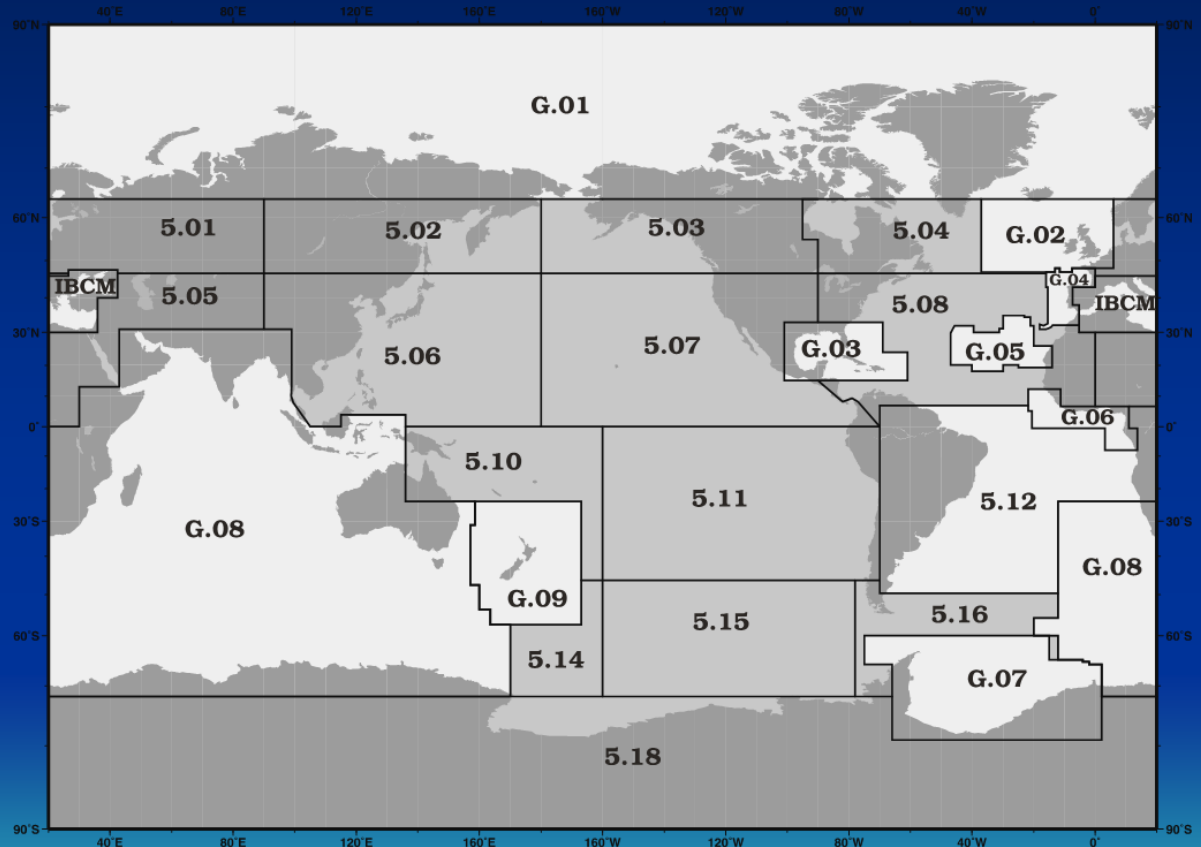 40˚E 80˚E 120˚E 160˚E 160˚W 120˚W 80˚W 40˚W 0˚
90˚N 90˚N
G.01
60˚N 5.01 5.02 5.03 5.04 G.02 60˚N
IBCM 5.05 G.04 IBCM
5.08
30˚N 5.06 5.07 G.03 G.05 30˚N
0˚ G.06 0˚
5.10
5.11 5.12
30˚S G.08 30˚S
G.08
G.09
60˚S 5.15 5.16 60˚S
5.14 G.07
5.18
90˚S 90˚S
40˚E 80˚E 120˚E 160˚E 160˚W 120˚W 80˚W 40˚W 0˚